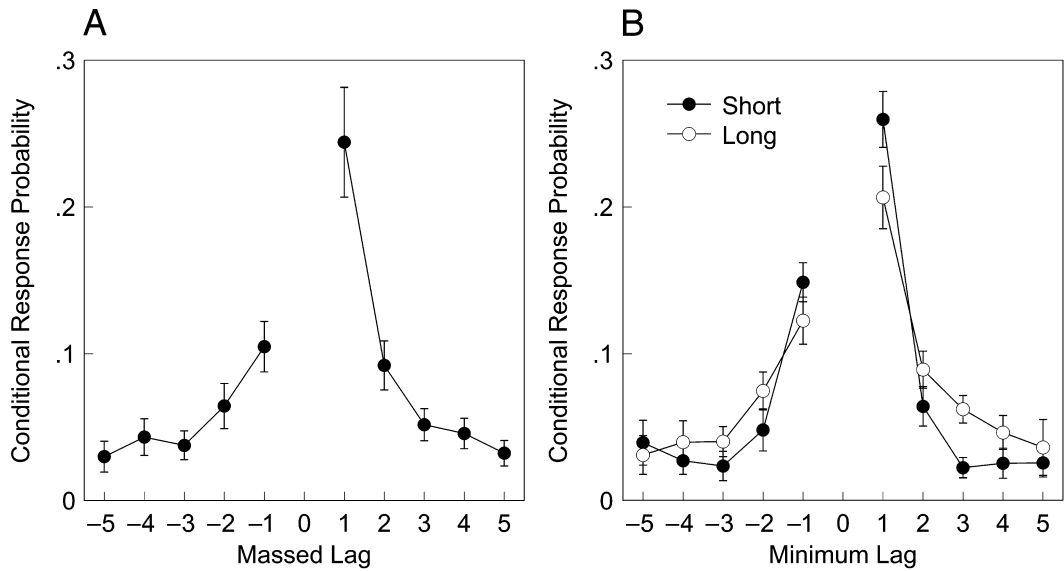 A
Conditional Response Probability
.3
.2
.1
0
–5 –4 –3 –2 –1 0 1 2 3 4 5
Massed Lag
B
Conditional Response Probability
.3
.2
.1
0
Short
Long
–5 –4 –3 –2 –1 0 1 2 3 4 5
Minimum Lag